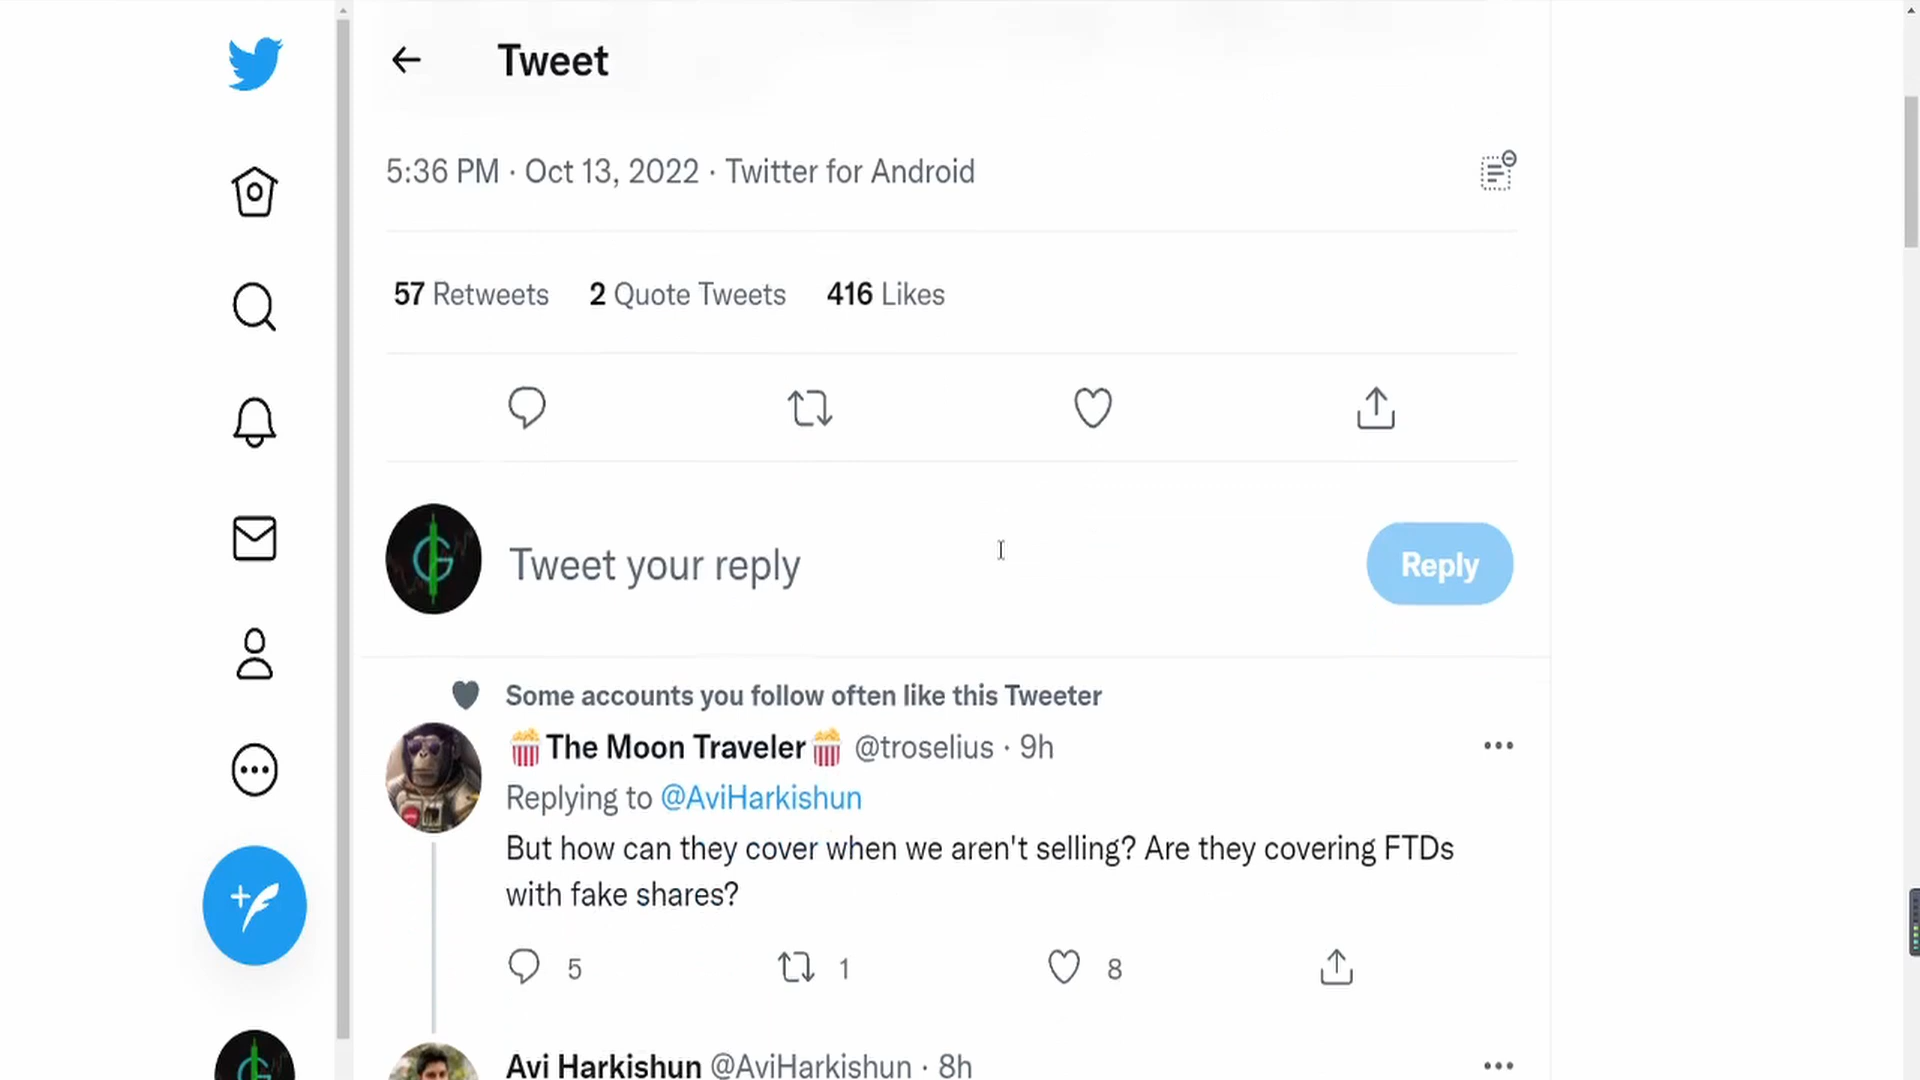 Tweet
5:36 PM · Oct 13, 2022 · Twitter for Android
57 Retweets 2 Quote Tweets 416 Likes
Tweet your reply
Reply
Some accounts you follow often like this Tweeter
🍿The Moon Traveler🍿 @troselius · 9h
Replying to @AviHarkishun
But how can they cover when we aren't selling? Are they covering FTDs
with fake shares?
5 1 8
Avi Harkishun @AviHarkishun · 8h